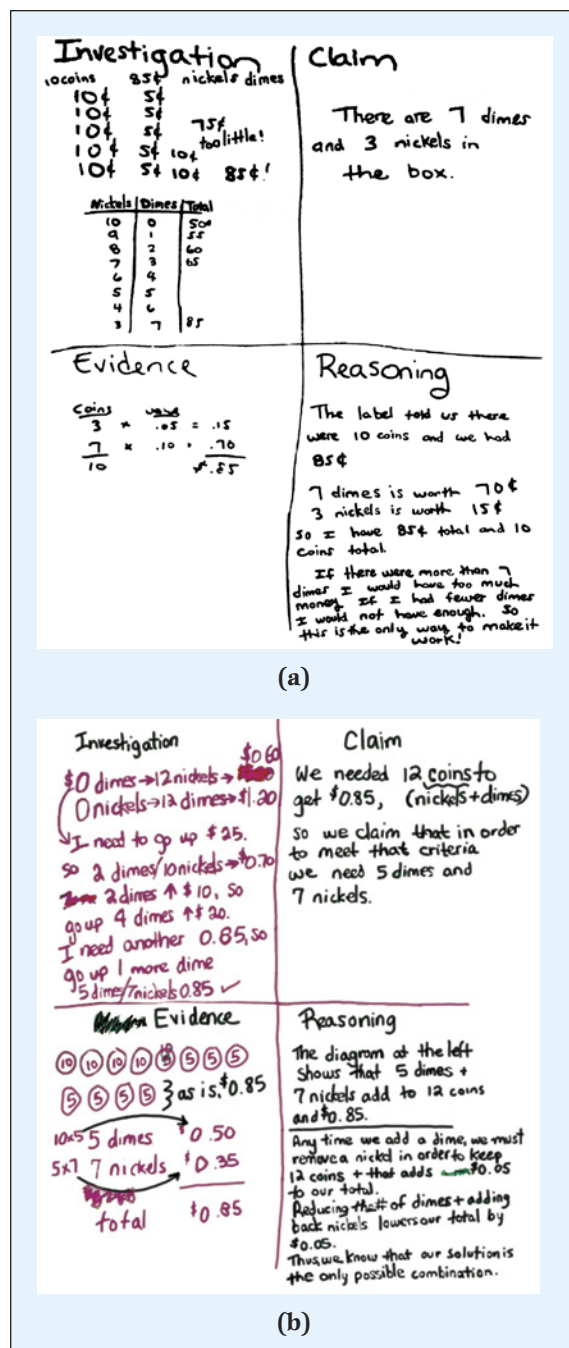 Investigation
10 coins 85¢ nickels dimes
10¢ 5¢
10¢ 5¢
10¢ 5¢ 75¢
too little!
10¢ 5¢ 10¢
10¢ 5¢ 10¢ 85¢!
Nickels Dimes Total
10 0 50¢
9 1 55
8 2 60
7 3 65
6 4
5 5
4 6
3 7 85
Claim
There are 7 dimes
and 3 nickels in
the box.
Evidence
coins value
3 × .05 = .15
7 × .10 = .70
10 $.85
Reasoning
The label told us there
were 10 coins and we had
85¢
7 dimes is worth 70¢
3 nickels is worth 15¢
so I have 85¢ total and 10
coins total.
If there were more than 7
dimes I would have too much
money If I had fewer dimes
I would not have enough. So
this is the only way to make it
work!
(a)
Investigation
$0.60
$0 dimes→12 nickels→
0 nickels→12 dimes→$1.20
I need to go up $25.
so 2 dimes/10 nickels→$0.70
2 dimes ↑ $10, so
go up 4 dimes ↑$20.
I need another 0.85, so
go up 1 more dime
5 dime/7 nickels 0.85 ✓
Claim
We needed 12 coins to
get $0.85, (nickels+dimes)
so we claim that in order
to meet that criteria
we need 5 dimes and
7 nickels.
Evidence
10 10 10 10 10 5 5 5
5 5 5 5 } as is, $0.85
10x5 5 dimes $0.50
5x7 7 nickels $0.35
total $0.85
Reasoning
The diagram at the left
shows that 5 dimes +
7 nickels add to 12 coins
and $0.85.
Any time we add a dime, we must
remove a nickel in order to keep
12 coins + that adds $0.05
to our total.
Reducing the # of dimes + adding
back nickels lowers our total by
$0.05.
Thus, we know that our solution is
the only possible combination.
(b)